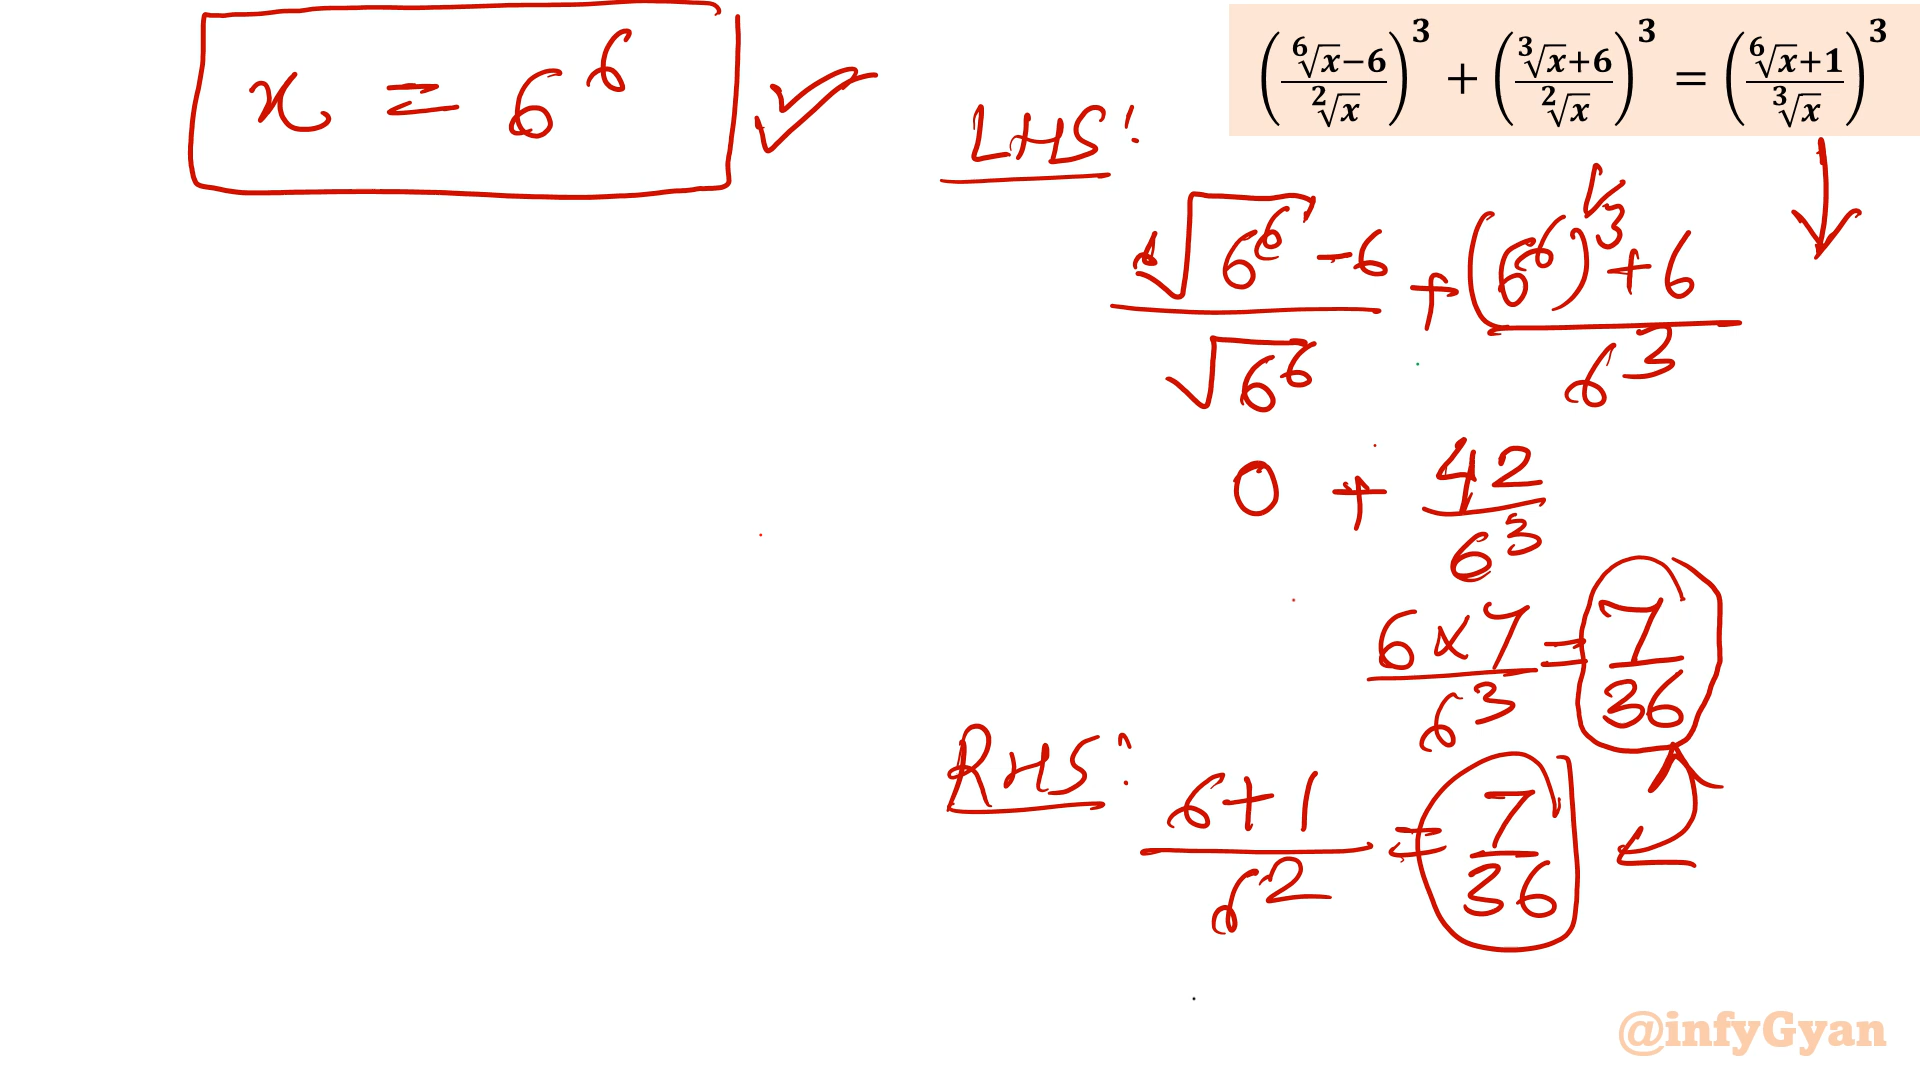 x = 6^6
(⁶√x−6 / ²√x)³ + (³√x+6 / ²√x)³ = (⁶√x+1 / ³√x)³
LHS:
(⁶√(6^6) − 6) / √(6^6) + ((6^6)^(1/3) + 6) / 6^3
0 + 42 / 6^3
6×7 / 6^3 = 7/36
RHS:
6+1 / 6^2 = 7/36
@infyGyan